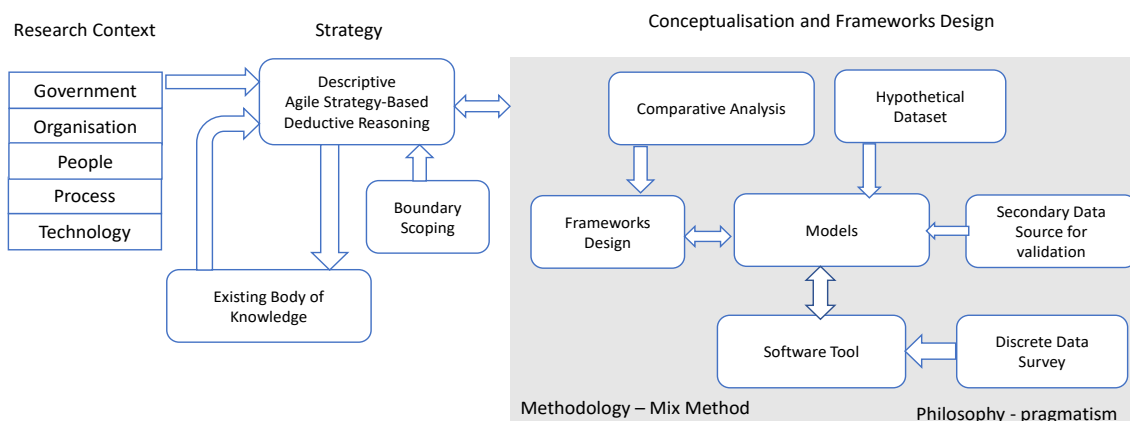 Conceptualisation and Frameworks Design
Research Context
Strategy
Government
Organisation
People
Process
Technology
Descriptive
Agile Strategy-Based
Deductive Reasoning
Boundary
Scoping
Existing Body of
Knowledge
Comparative Analysis
Hypothetical
Dataset
Frameworks
Design
Models
Secondary Data
Source for
validation
Software Tool
Discrete Data
Survey
Methodology – Mix Method
Philosophy - pragmatism